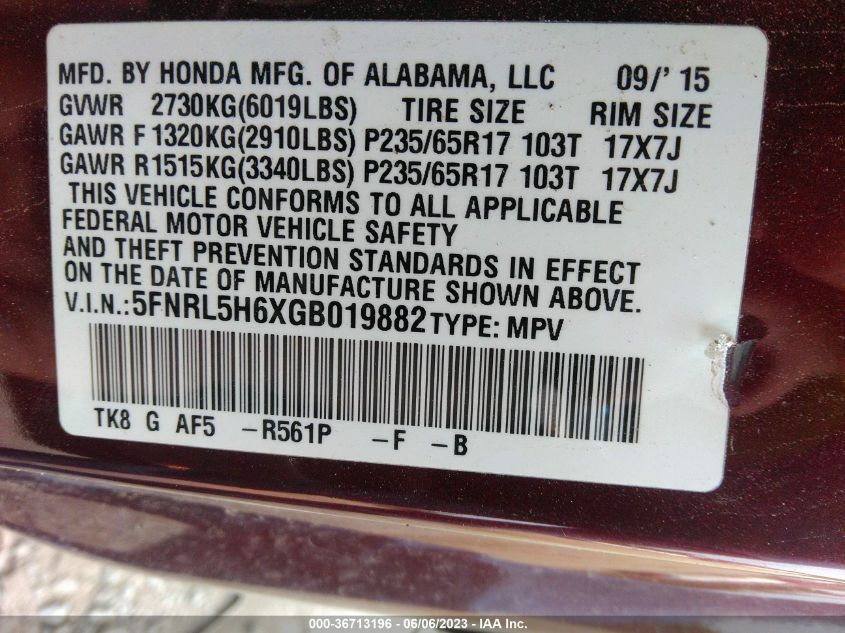 MFD. BY HONDA MFG. OF ALABAMA, LLC 09/' 15
GVWR 2730KG(6019LBS) TIRE SIZE RIM SIZE
GAWR F 1320KG(2910LBS) P235/65R17 103T 17X7J
GAWR R1515KG(3340LBS) P235/65R17 103T 17X7J
THIS VEHICLE CONFORMS TO ALL APPLICABLE
FEDERAL MOTOR VEHICLE SAFETY
AND THEFT PREVENTION STANDARDS IN EFFECT
ON THE DATE OF MANUFACTURE SHOWN ABOVE.
V.I.N.: 5FNRL5H6XGB019882 TYPE: MPV
TK8 G AF5 -R561P -F -B
000-36713196 - 06/06/2023 - IAA Inc.